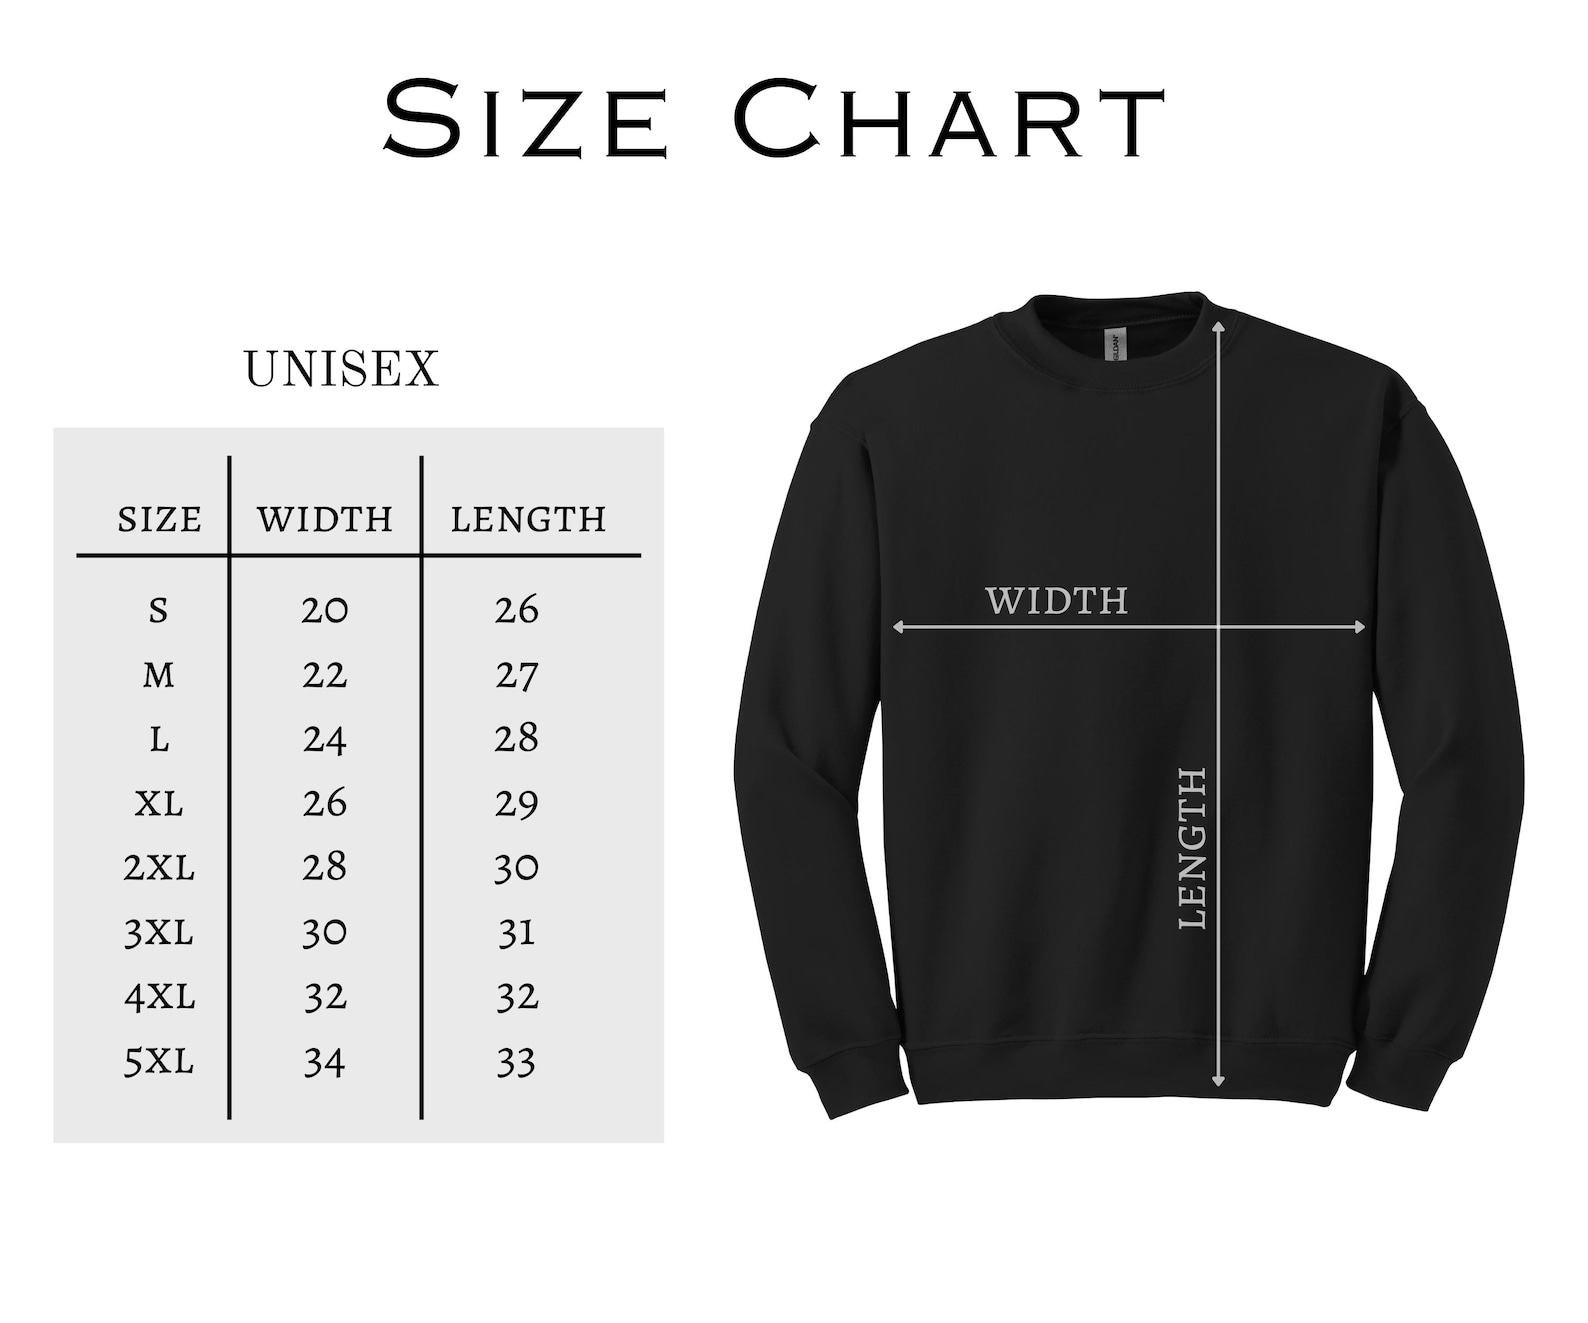 SIZE CHART
UNISEX
SIZE WIDTH LENGTH
S 20 26
M 22 27
L 24 28
XL 26 29
2XL 28 30
3XL 30 31
4XL 32 32
5XL 34 33
GILDAN
WIDTH
LENGTH